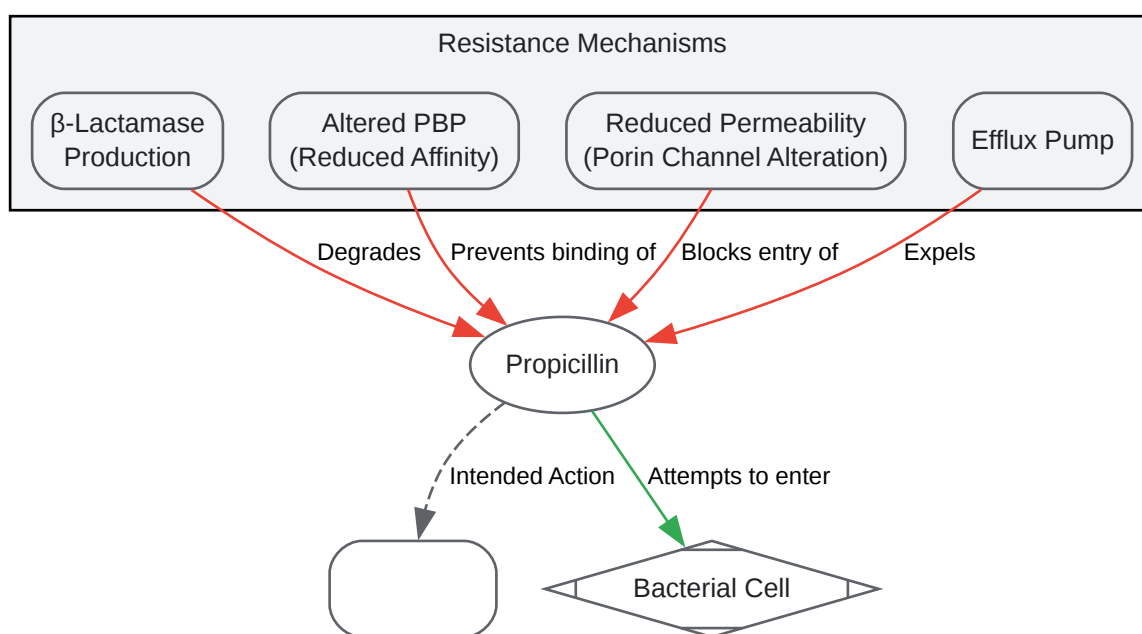 Resistance Mechanisms
β-Lactamase
Production
Altered PBP
(Reduced Affinity)
Reduced Permeability
(Porin Channel Alteration)
Efflux Pump
Degrades
Prevents binding of
Blocks entry of
Expels
Propicillin
Intended Action
Attempts to enter
Bacterial Cell